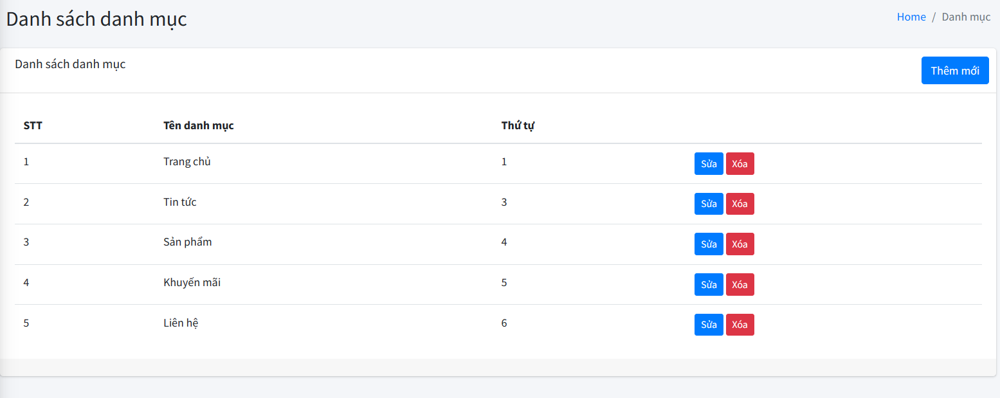 Danh sách danh mục
Home / Danh mục
Danh sách danh mục
Thêm mới
STT Tên danh mục Thứ tự
1 Trang chủ 1 Sửa Xóa
2 Tin tức 3 Sửa Xóa
3 Sản phẩm 4 Sửa Xóa
4 Khuyến mãi 5 Sửa Xóa
5 Liên hệ 6 Sửa Xóa